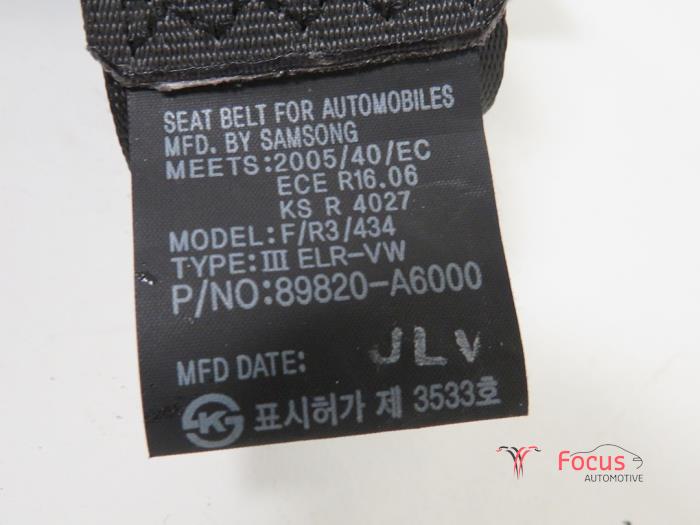 SEAT BELT FOR AUTOMOBILES
MFD. BY SAMSONG
MEETS:2005/40/EC
ECE R16.06
KS R 4027
MODEL:F/R3/434
TYPE:Ⅲ ELR-VW
P/NO:89820-A6000
MFD DATE: JLV
표시허가 제 3533호
Focus
AUTOMOTIVE